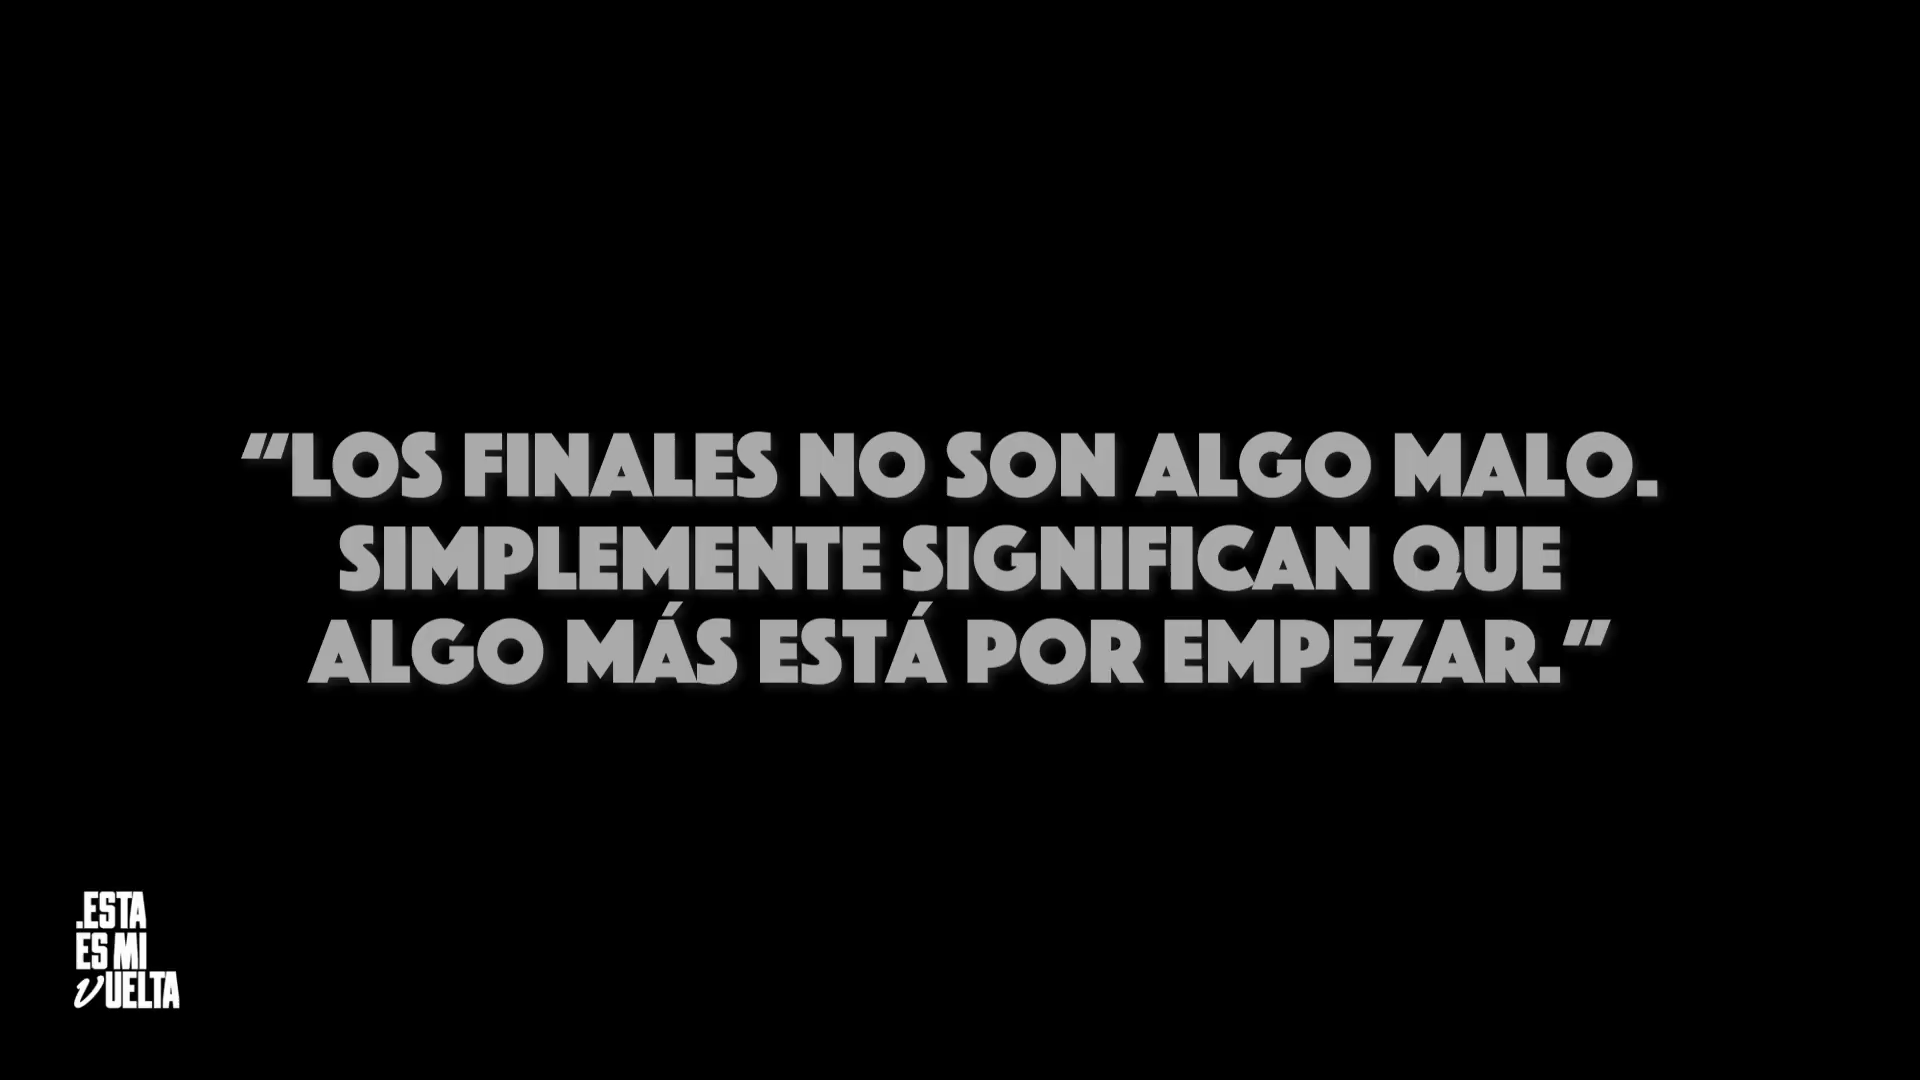 “LOS FINALES NO SON ALGO MALO.
SIMPLEMENTE SIGNIFICAN QUE
ALGO MÁS ESTÁ POR EMPEZAR.”
.ESTA
ES MI
VUELTA